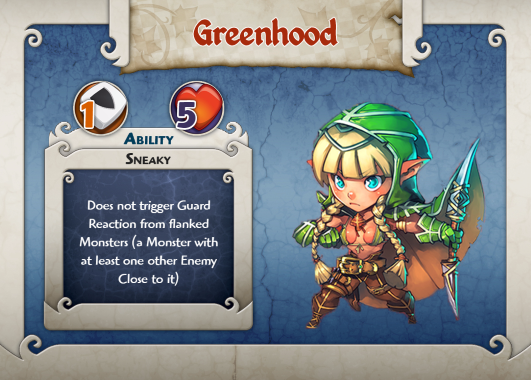 Greenhood
1
5
ABILITY
SNEAKY
Does not trigger Guard
Reaction from flanked
Monsters (a Monster with
at least one other Enemy
Close to it)